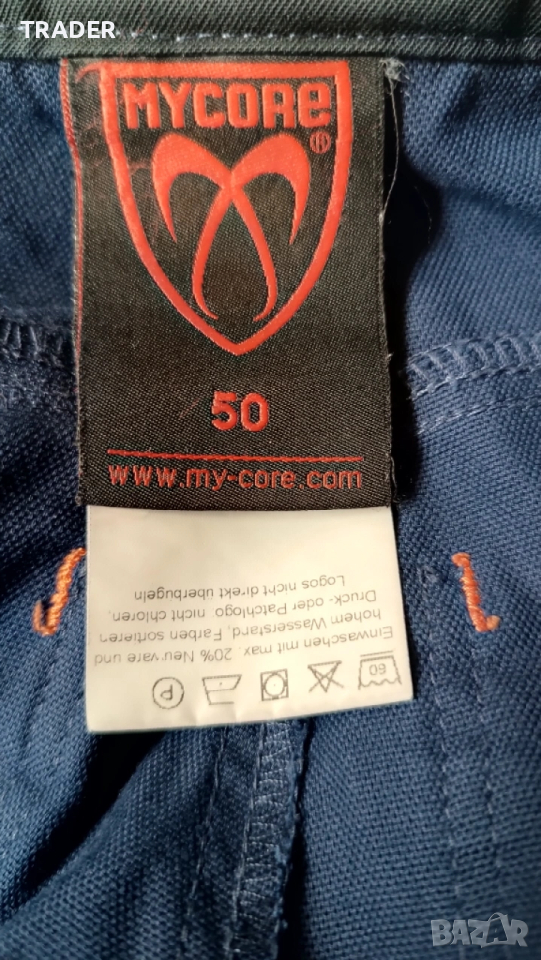 TRADER
MYCORE
®
50
www.my-core.com
60
P
Einwaschen mit max. 20% Neuware und
hohem Wasserstand, Farben sortieren
Druck- oder Patchlogo nicht chloren,
Logos nicht direkt überbügeln
BAZAR